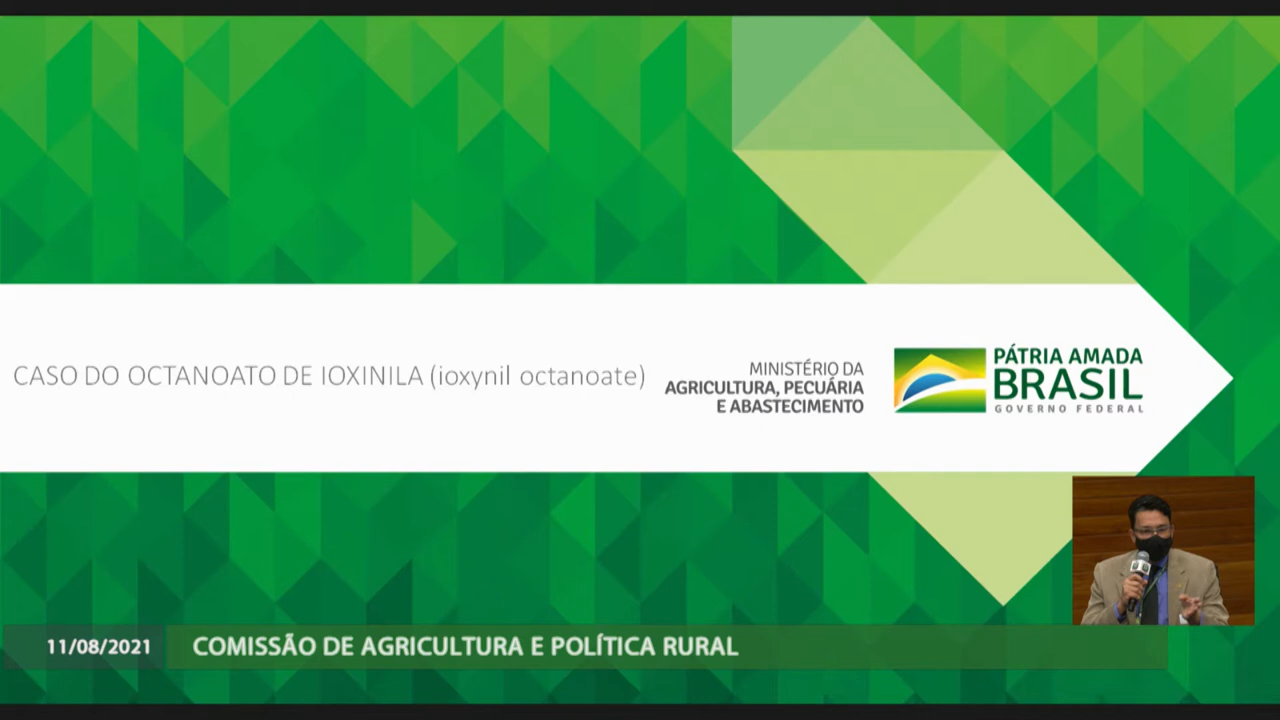 CASO DO OCTANOATO DE IOXINILA (ioxynil octanoate)
MINISTÉRIO DA
AGRICULTURA, PECUÁRIA
E ABASTECIMENTO
PÁTRIA AMADA
BRASIL
GOVERNO FEDERAL
11/08/2021
COMISSÃO DE AGRICULTURA E POLÍTICA RURAL